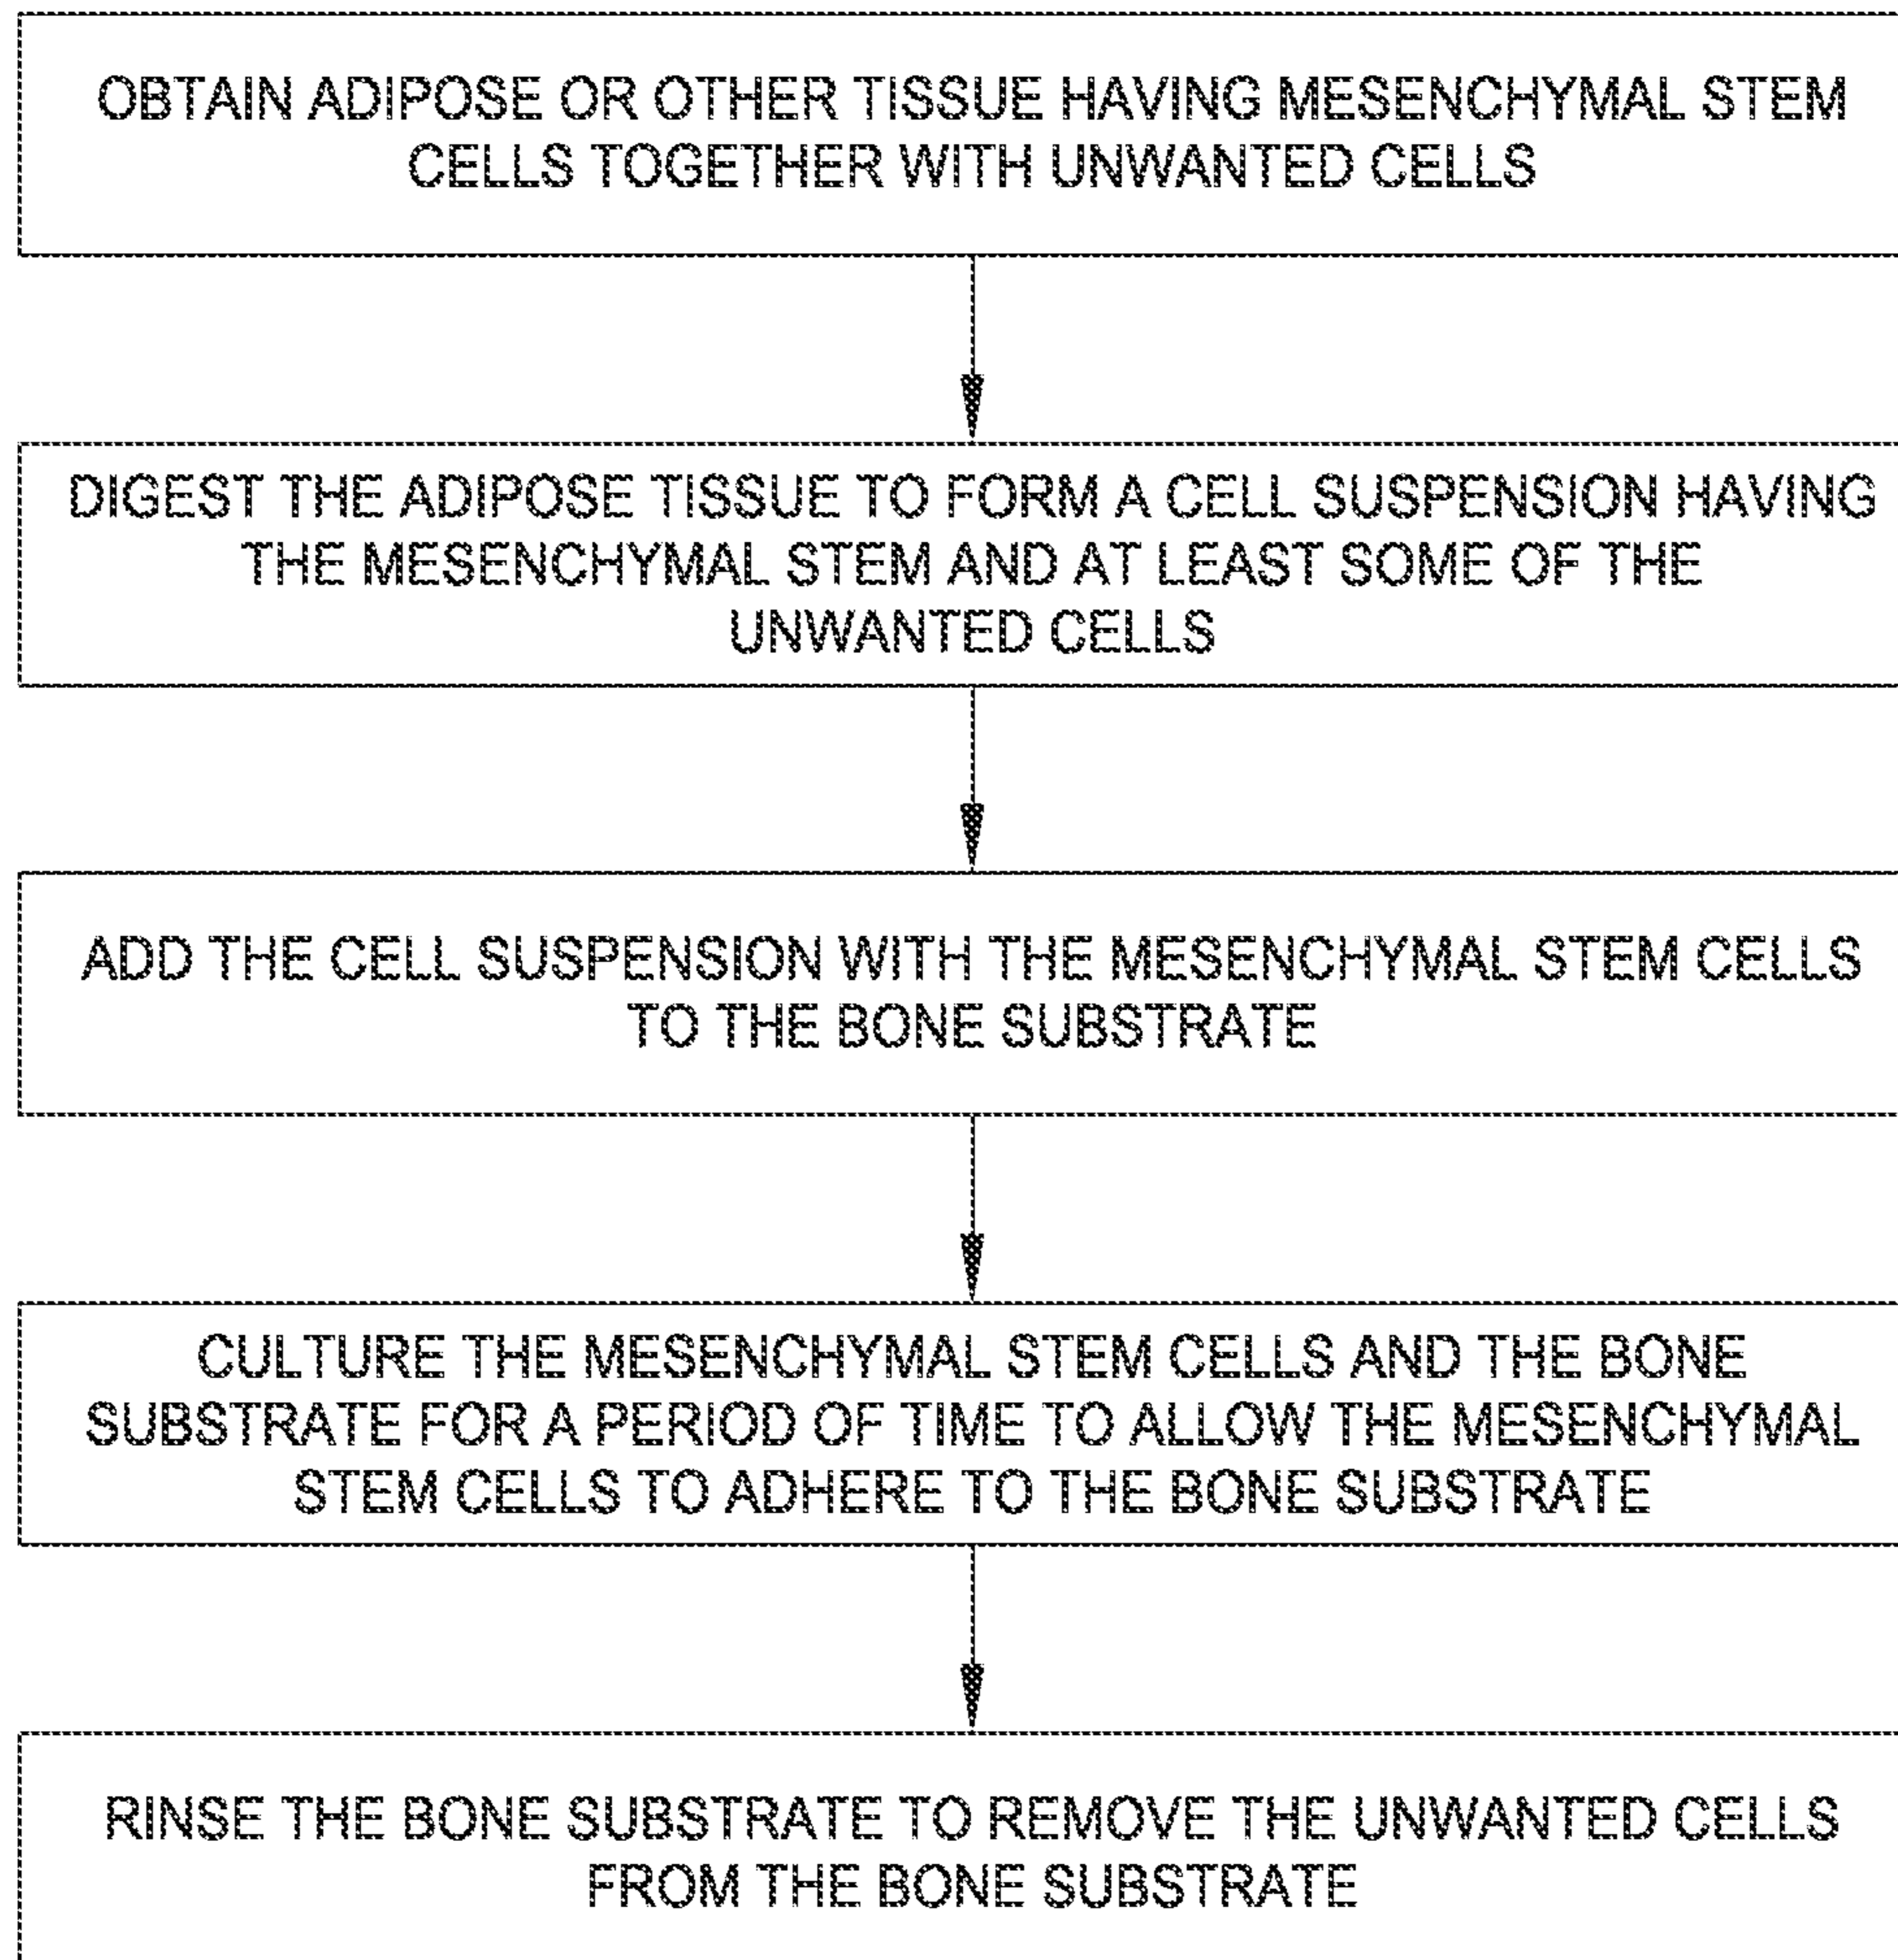 OBTAIN ADIPOSE OR OTHER TISSUE HAVING MESENCHYMAL STEM
CELLS TOGETHER WITH UNWANTED CELLS
DIGEST THE ADIPOSE TISSUE TO FORM A CELL SUSPENSION HAVING
THE MESENCHYMAL STEM AND AT LEAST SOME OF THE
UNWANTED CELLS
ADD THE CELL SUSPENSION WITH THE MESENCHYMAL STEM CELLS
TO THE BONE SUBSTRATE
CULTURE THE MESENCHYMAL STEM CELLS AND THE BONE
SUBSTRATE FOR A PERIOD OF TIME TO ALLOW THE MESENCHYMAL
STEM CELLS TO ADHERE TO THE BONE SUBSTRATE
RINSE THE BONE SUBSTRATE TO REMOVE THE UNWANTED CELLS
FROM THE BONE SUBSTRATE